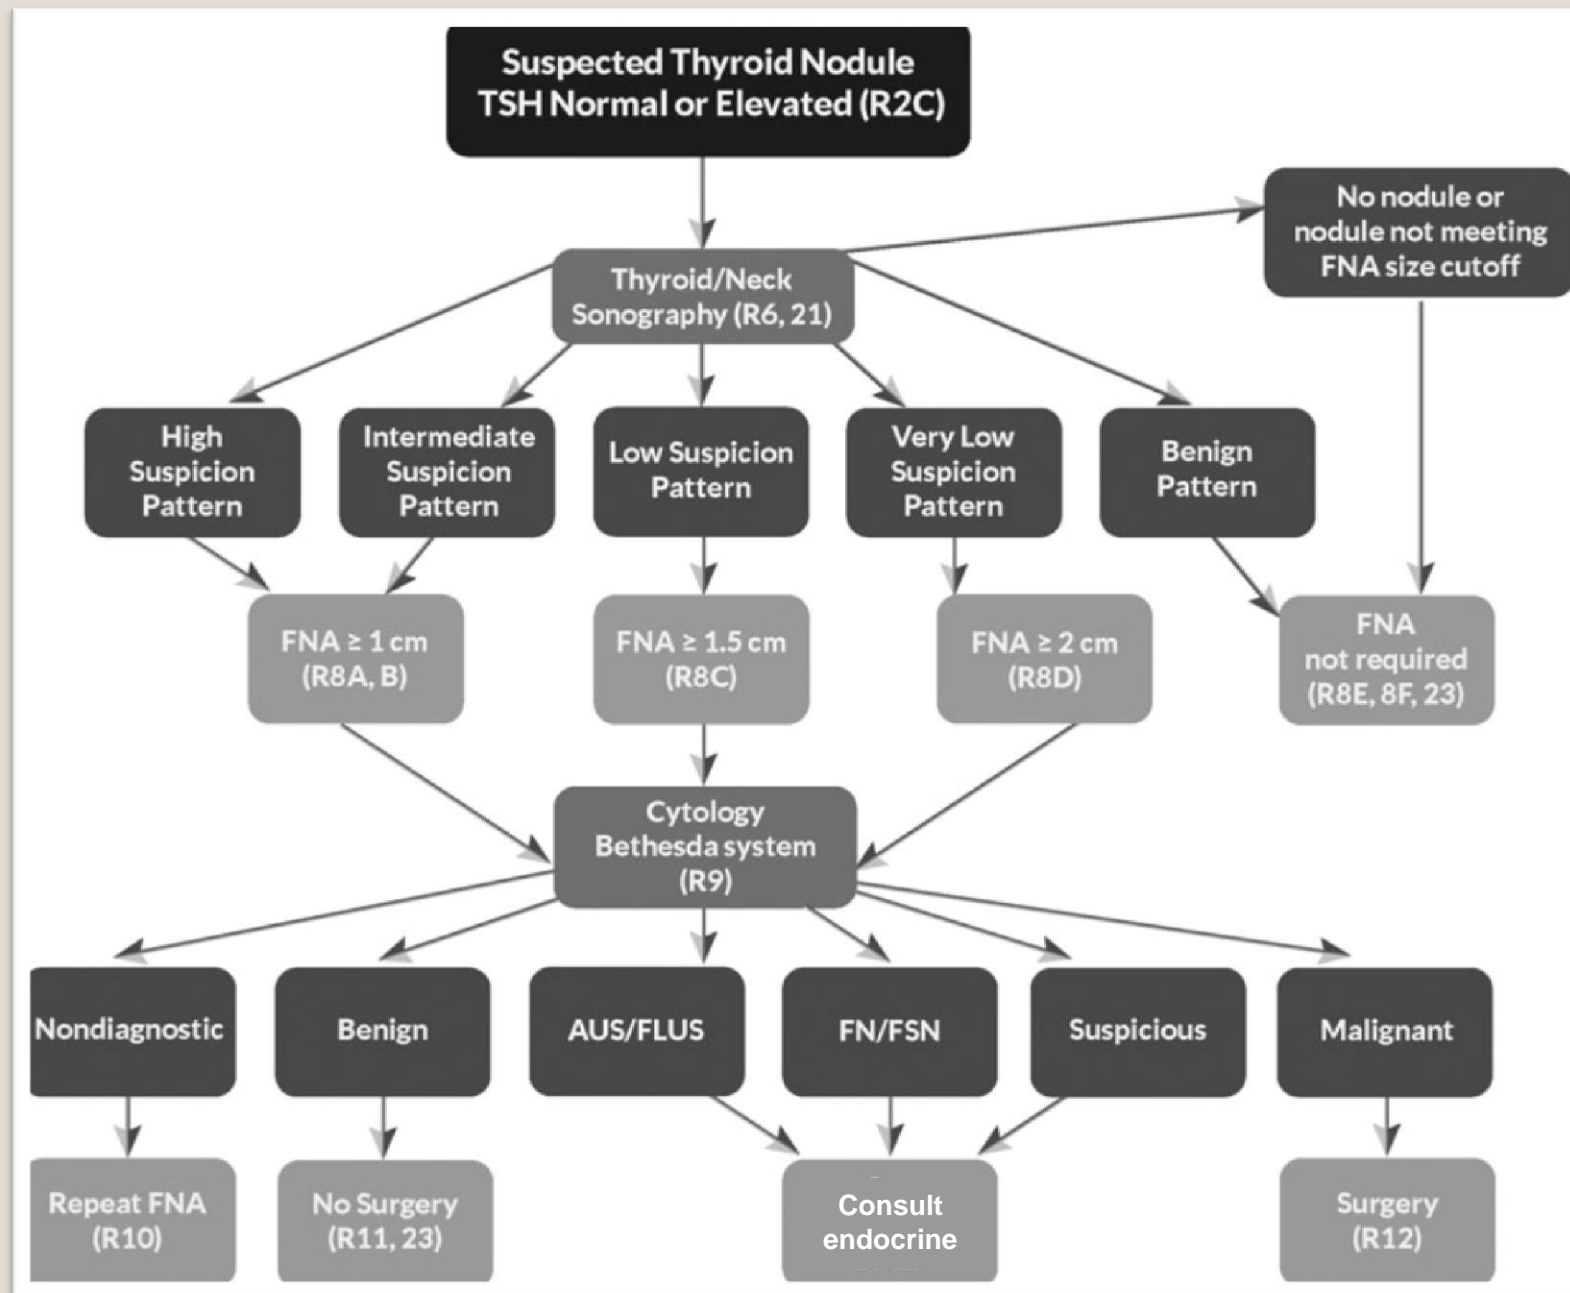 Suspected Thyroid Nodule
TSH Normal or Elevated (R2C)
No nodule or
nodule not meeting
FNA size cutoff
Thyroid/Neck
Sonography (R6, 21)
High
Suspicion
Pattern
Intermediate
Suspicion
Pattern
Low Suspicion
Pattern
Very Low
Suspicion
Pattern
Benign
Pattern
FNA ≥ 1 cm
(R8A, B)
FNA ≥ 1.5 cm
(R8C)
FNA ≥ 2 cm
(R8D)
FNA
not required
(R8E, 8F, 23)
Cytology
Bethesda system
(R9)
Nondiagnostic
Benign
AUS/FLUS
FN/FSN
Suspicious
Malignant
Repeat FNA
(R10)
No Surgery
(R11, 23)
Consult
endocrine
Surgery
(R12)